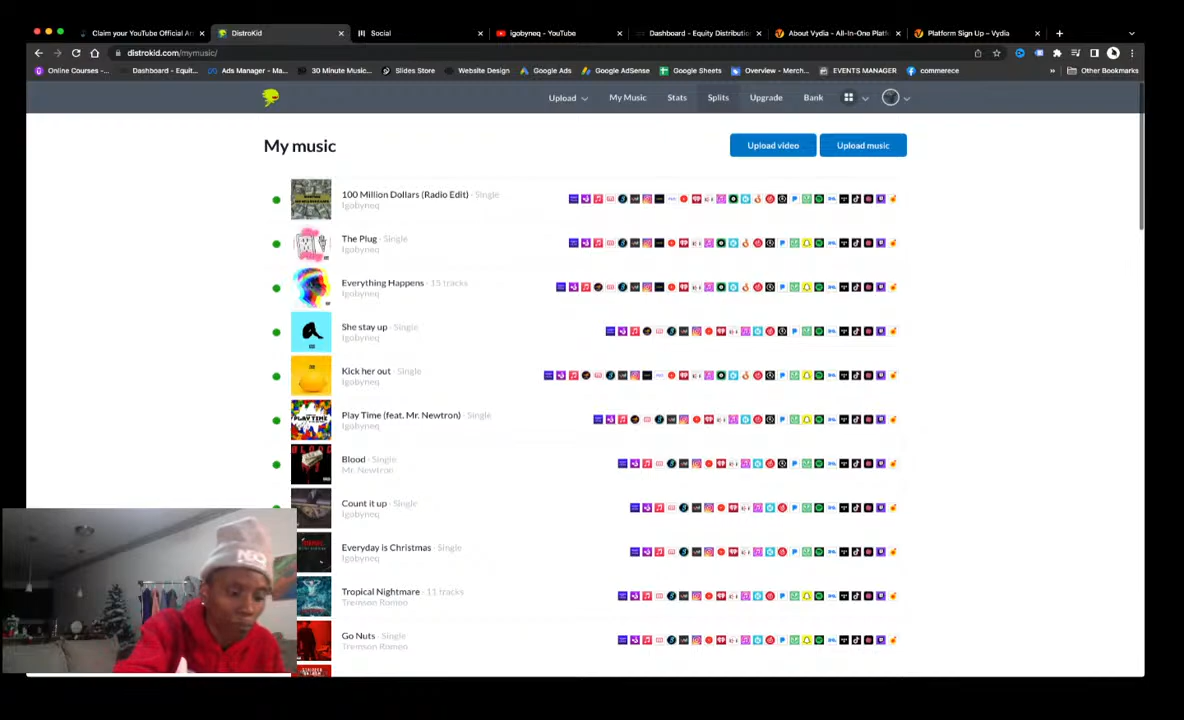 Claim your YouTube Official Ar
DistroKid
Social
igobyneq - YouTube
Dashboard - Equity Distribution
About Vydia - All-In-One Platf
Platform Sign Up - Vydia
distrokid.com/mymusic/
Online Courses -...
Dashboard - Equit...
Ads Manager - Ma...
30 Minute Music...
Slides Store
Website Design
Google Ads
Google AdSense
Google Sheets
Overview - Merch...
EVENTS MANAGER
commerece
»
Other Bookmarks
Upload
My Music
Stats
Splits
Upgrade
Bank
My music
Upload video
Upload music
100 Million Dollars (Radio Edit) · Single
Igobyneq
The Plug · Single
Igobyneq
Everything Happens · 15 tracks
Igobyneq
She stay up · Single
Igobyneq
Kick her out · Single
Igobyneq
Play Time (feat. Mr. Newtron) · Single
Igobyneq
Blood · Single
Mr. Newtron
Count it up · Single
Igobyneq
Everyday is Christmas · Single
Igobyneq
Tropical Nightmare · 11 tracks
Tremson Romeo
Go Nuts · Single
Tremson Romeo